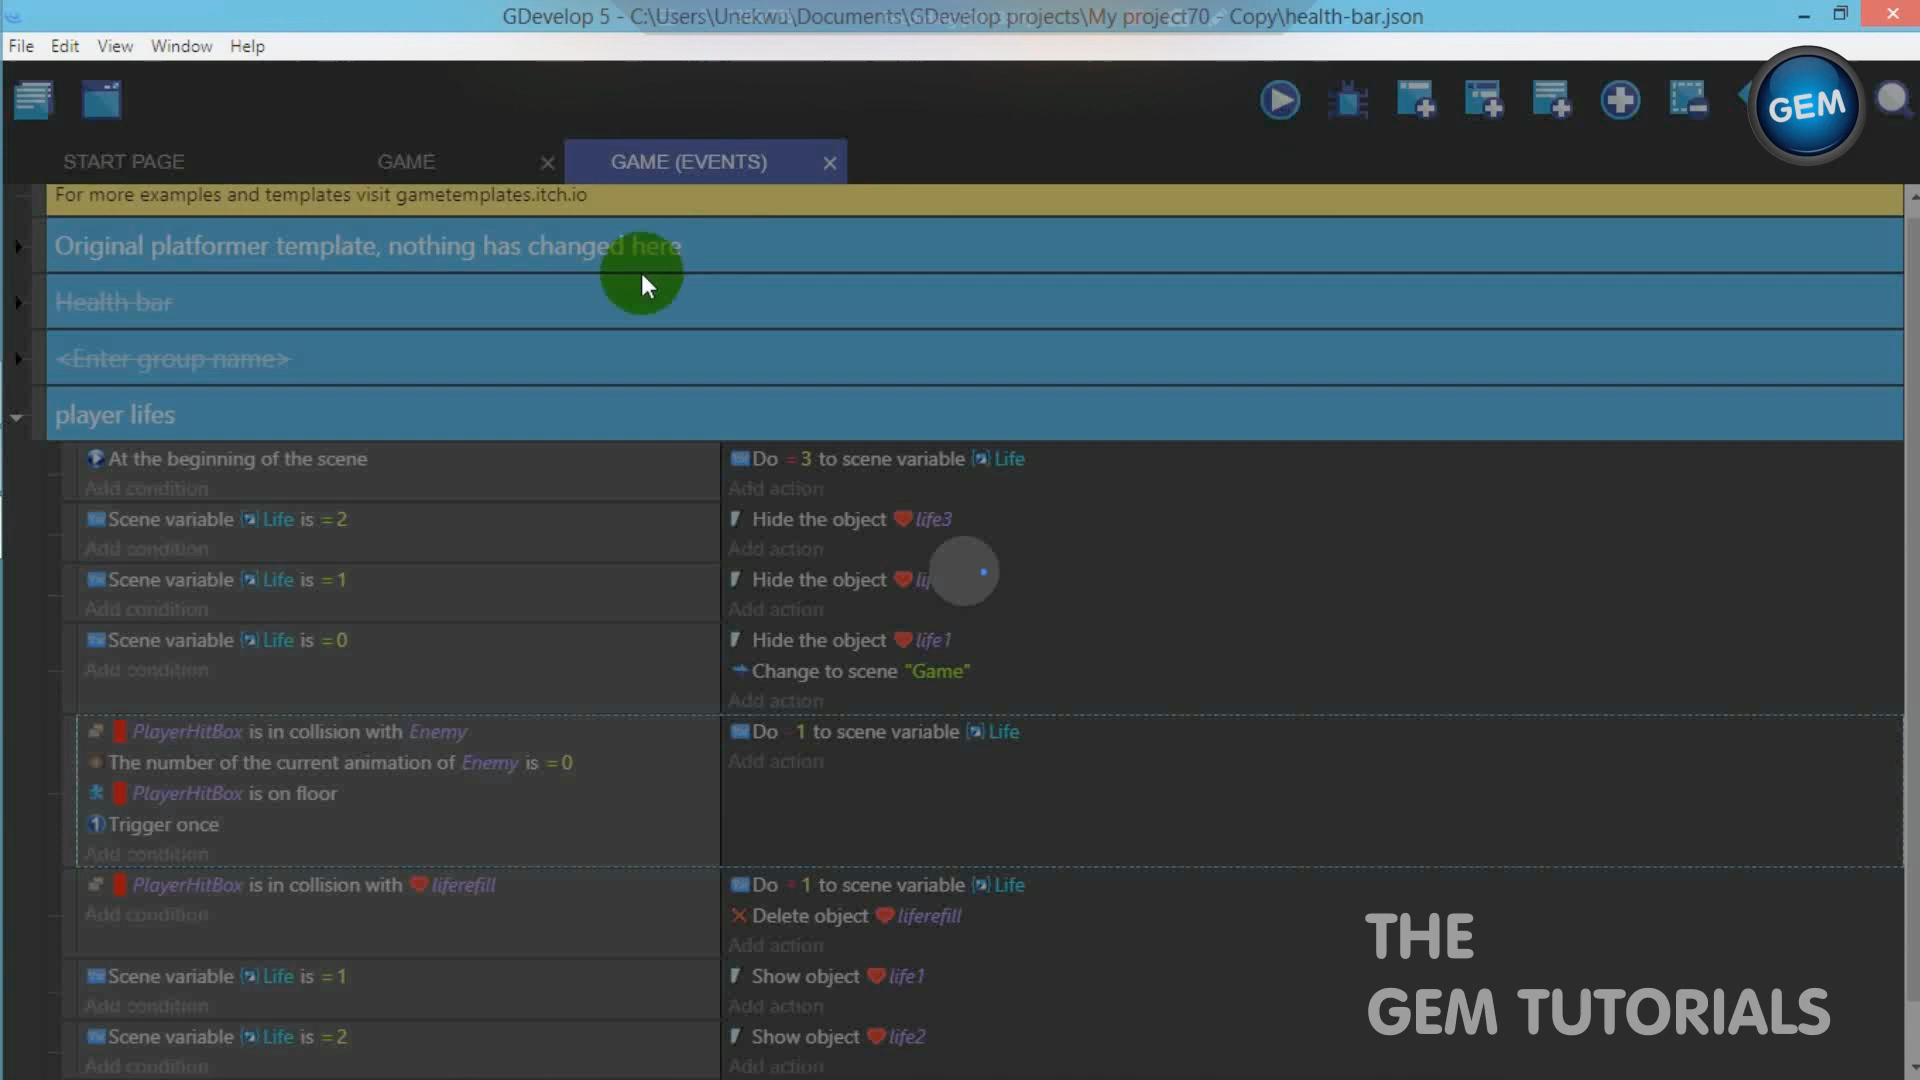 GDevelop 5 - C:\Users\Unekwu\Documents\GDevelop projects\My project70 - Copy\health-bar.json
File Edit View Window Help
GEM
START PAGE GAME GAME (EVENTS)
For more examples and templates visit gametemplates.itch.io
Original platformer template, nothing has changed here
Health bar
<Enter group name>
player lifes
At the beginning of the scene
Do = 3 to scene variable Life
Add condition
Add action
Scene variable Life is = 2
Hide the object life3
Add condition
Add action
Scene variable Life is = 1
Hide the object
Add condition
Add action
Scene variable Life is = 0
Hide the object life1
Add condition
Change to scene "Game"
Add action
PlayerHitBox is in collision with Enemy
Do - 1 to scene variable Life
The number of the current animation of Enemy is = 0
Add action
PlayerHitBox is on floor
Trigger once
Add condition
PlayerHitBox is in collision with liferefill
Do + 1 to scene variable Life
Add condition
Delete object liferefill
Add action
Scene variable Life is = 1
Show object life1
Add condition
Add action
Scene variable Life is = 2
Show object life2
Add condition
Add action
THE
GEM TUTORIALS